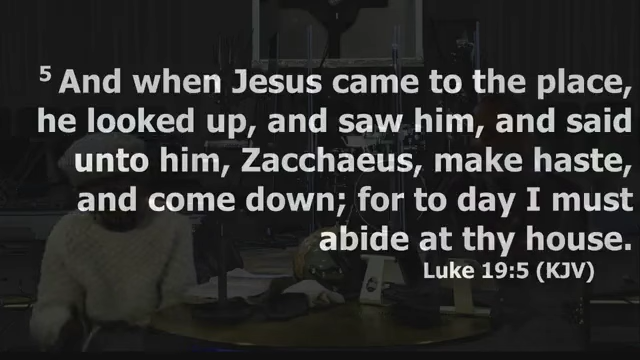 5 And when Jesus came to the place,
he looked up, and saw him, and said
unto him, Zacchaeus, make haste,
and come down; for to day I must
abide at thy house.
Luke 19:5 (KJV)